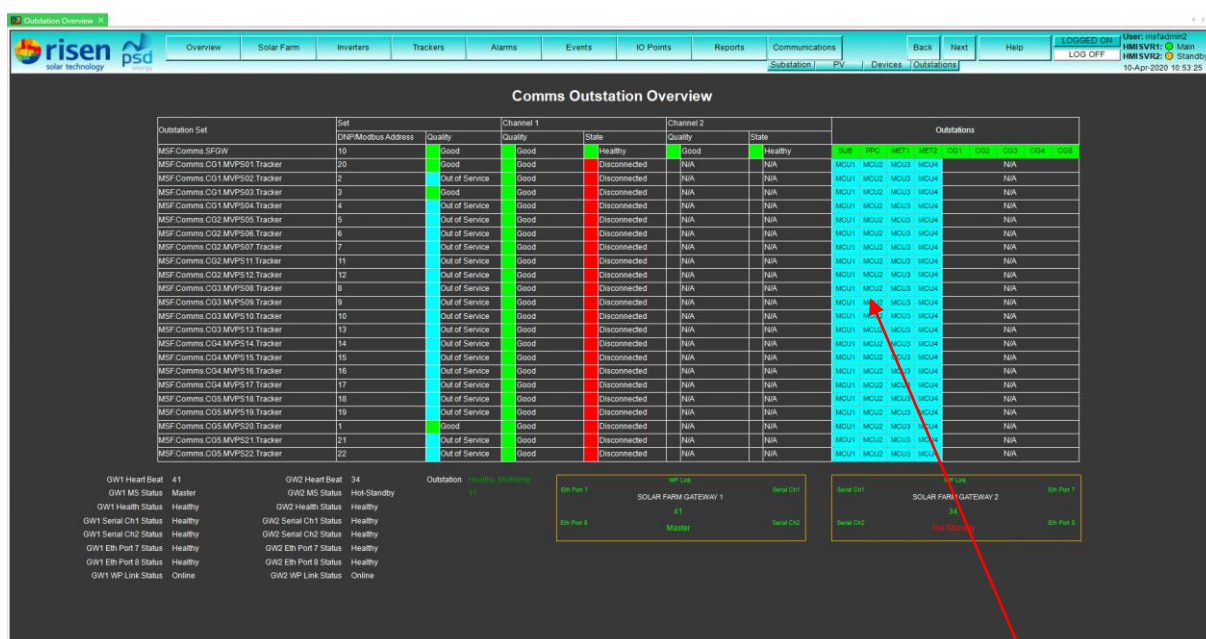 Outstation Overview
risen solar technology
psd energy
Overview Solar Farm Inverters Trackers Alarms Events IO Points Reports Communications Back Next Help
LOGGED ON
LOG OFF
User: msfadmin2
HMISVR1: Main
HMISVR2: Standby
Substation PV Devices Outstations
10-Apr-2020 10:53:25
Comms Outstation Overview
Outstation Set Set Channel 1 Channel 2 Outstations
DNP/Modbus Address Quality Quality State Quality State
MSF.Comms.SFGW 10 Good Good Healthy Good Healthy SUB PPC MET1 MET2 CG1 CG2 CG3 CG4 CG5
MSF.Comms.CG1.MVPS01.Tracker 20 Good Good Disconnected N/A N/A MCU1 MCU2 MCU3 MCU4 N/A
MSF.Comms.CG1.MVPS02.Tracker 2 Out of Service Good Disconnected N/A N/A MCU1 MCU2 MCU3 MCU4 N/A
MSF.Comms.CG1.MVPS03.Tracker 3 Good Good Disconnected N/A N/A MCU1 MCU2 MCU3 MCU4 N/A
MSF.Comms.CG1.MVPS04.Tracker 4 Out of Service Good Disconnected N/A N/A MCU1 MCU2 MCU3 MCU4 N/A
MSF.Comms.CG2.MVPS05.Tracker 5 Out of Service Good Disconnected N/A N/A MCU1 MCU2 MCU3 MCU4 N/A
MSF.Comms.CG2.MVPS06.Tracker 6 Out of Service Good Disconnected N/A N/A MCU1 MCU2 MCU3 MCU4 N/A
MSF.Comms.CG2.MVPS07.Tracker 7 Out of Service Good Disconnected N/A N/A MCU1 MCU2 MCU3 MCU4 N/A
MSF.Comms.CG2.MVPS11.Tracker 11 Out of Service Good Disconnected N/A N/A MCU1 MCU2 MCU3 MCU4 N/A
MSF.Comms.CG2.MVPS12.Tracker 12 Out of Service Good Disconnected N/A N/A MCU1 MCU2 MCU3 MCU4 N/A
MSF.Comms.CG3.MVPS08.Tracker 8 Out of Service Good Disconnected N/A N/A MCU1 MCU2 MCU3 MCU4 N/A
MSF.Comms.CG3.MVPS09.Tracker 9 Out of Service Good Disconnected N/A N/A MCU1 MCU2 MCU3 MCU4 N/A
MSF.Comms.CG3.MVPS10.Tracker 10 Out of Service Good Disconnected N/A N/A MCU1 MCU2 MCU3 MCU4 N/A
MSF.Comms.CG3.MVPS13.Tracker 13 Out of Service Good Disconnected N/A N/A MCU1 MCU2 MCU3 MCU4 N/A
MSF.Comms.CG4.MVPS14.Tracker 14 Out of Service Good Disconnected N/A N/A MCU1 MCU2 MCU3 MCU4 N/A
MSF.Comms.CG4.MVPS15.Tracker 15 Out of Service Good Disconnected N/A N/A MCU1 MCU2 MCU3 MCU4 N/A
MSF.Comms.CG4.MVPS16.Tracker 16 Out of Service Good Disconnected N/A N/A MCU1 MCU2 MCU3 MCU4 N/A
MSF.Comms.CG4.MVPS17.Tracker 17 Out of Service Good Disconnected N/A N/A MCU1 MCU2 MCU3 MCU4 N/A
MSF.Comms.CG5.MVPS18.Tracker 18 Out of Service Good Disconnected N/A N/A MCU1 MCU2 MCU3 MCU4 N/A
MSF.Comms.CG5.MVPS19.Tracker 19 Out of Service Good Disconnected N/A N/A MCU1 MCU2 MCU3 MCU4 N/A
MSF.Comms.CG5.MVPS20.Tracker 1 Good Good Disconnected N/A N/A MCU1 MCU2 MCU3 MCU4 N/A
MSF.Comms.CG5.MVPS21.Tracker 21 Out of Service Good Disconnected N/A N/A MCU1 MCU2 MCU3 MCU4 N/A
MSF.Comms.CG5.MVPS22.Tracker 22 Out of Service Good Disconnected N/A N/A MCU1 MCU2 MCU3 MCU4 N/A
GW1 Heart Beat 41 GW2 Heart Beat 34 Outstation Healthy, Multidrop WP Link WP Link
GW1 MS Status Master GW2 MS Status Hot-Standby 11 Eth Port 7 SOLAR FARM GATEWAY 1 Serial Ch1 Serial Ch1 SOLAR FARM GATEWAY 2 Eth Port 7
GW1 Health Status Healthy GW2 Health Status Healthy 41 34
GW1 Serial Ch1 Status Healthy GW2 Serial Ch1 Status Healthy Eth Port 8 Master Serial Ch2 Serial Ch2 Hot-Standby Eth Port 8
GW1 Serial Ch2 Status Healthy GW2 Serial Ch2 Status Healthy
GW1 Eth Port 7 Status Healthy GW2 Eth Port 7 Status Healthy
GW1 Eth Port 8 Status Healthy GW2 Eth Port 8 Status Healthy
GW1 WP Link Status Online GW2 WP Link Status Online